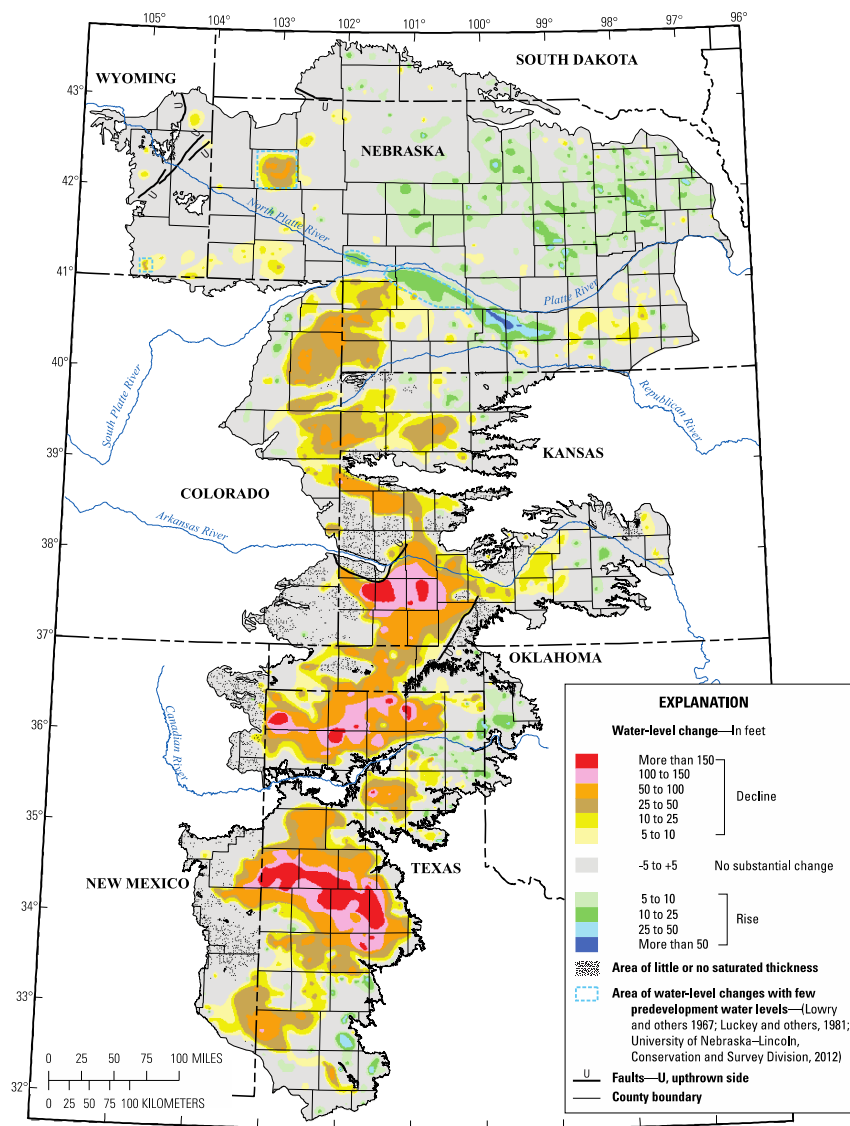 105° 104° 103° 102° 101° 100° 99° 98° 97° 96°
SOUTH DAKOTA
WYOMING
43°
U
U
U
U
U
NEBRASKA
42°
North Platte River
41°
Platte River
40°
South Platte River
Republican River
39°
KANSAS
COLORADO
Arkansas River
38°
U
37°
OKLAHOMA
Canadian River
36°
35°
NEW MEXICO
TEXAS
34°
33°
32°
0 25 50 75 100 MILES
0 25 50 75 100 KILOMETERS
EXPLANATION
Water-level change—In feet
More than 150
100 to 150
50 to 100
25 to 50
10 to 25
5 to 10
Decline
-5 to +5 No substantial change
5 to 10
10 to 25
25 to 50
More than 50
Rise
Area of little or no saturated thickness
Area of water-level changes with few
predevelopment water levels—(Lowry
and others 1967; Luckey and others, 1981;
University of Nebraska–Lincoln,
Conservation and Survey Division, 2012)
U
Faults—U, upthrown side
County boundary